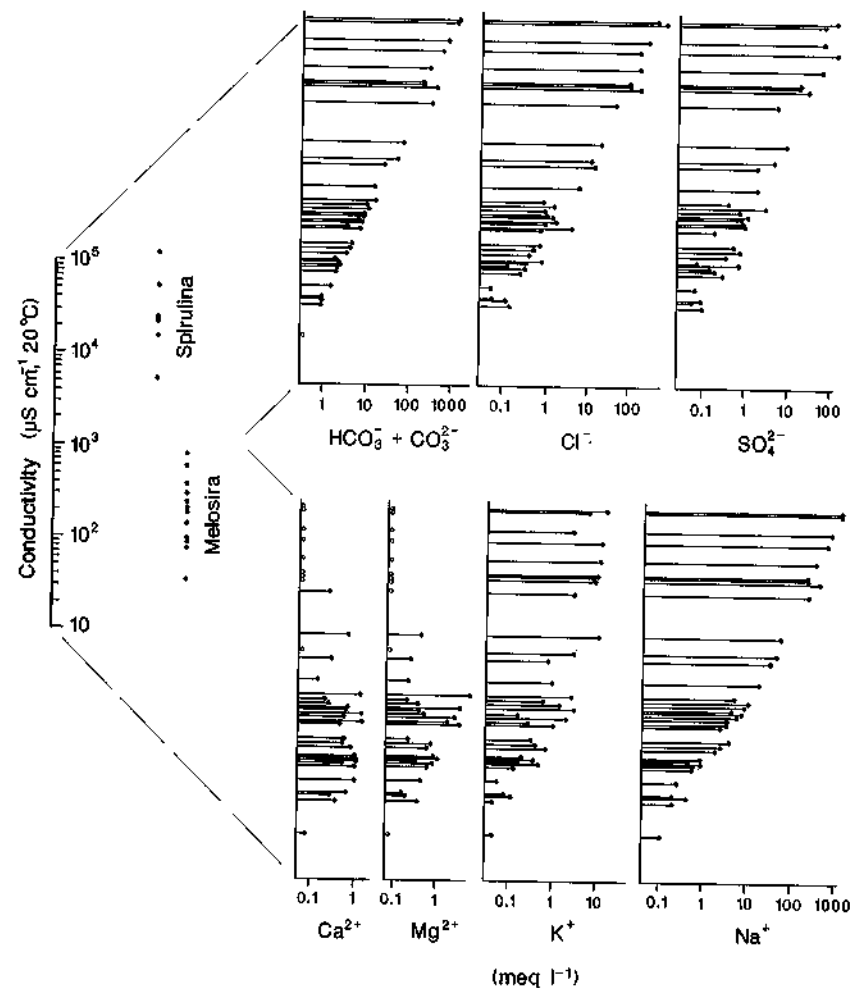 1 10 100 1000
0.1 1 10 100
0.1 1 10 100
HCO₃⁻ + CO₃²⁻
Cl⁻
SO₄²⁻
Conductivity (µS cm⁻¹, 20°C)
10⁵
10⁴
10³
10²
10
Spirulina
Melosira
0.1 1
0.1 1
0.1 1 10
0.1 1 10 100 1000
Ca²⁺
Mg²⁺
K⁺
Na⁺
(meq l⁻¹)